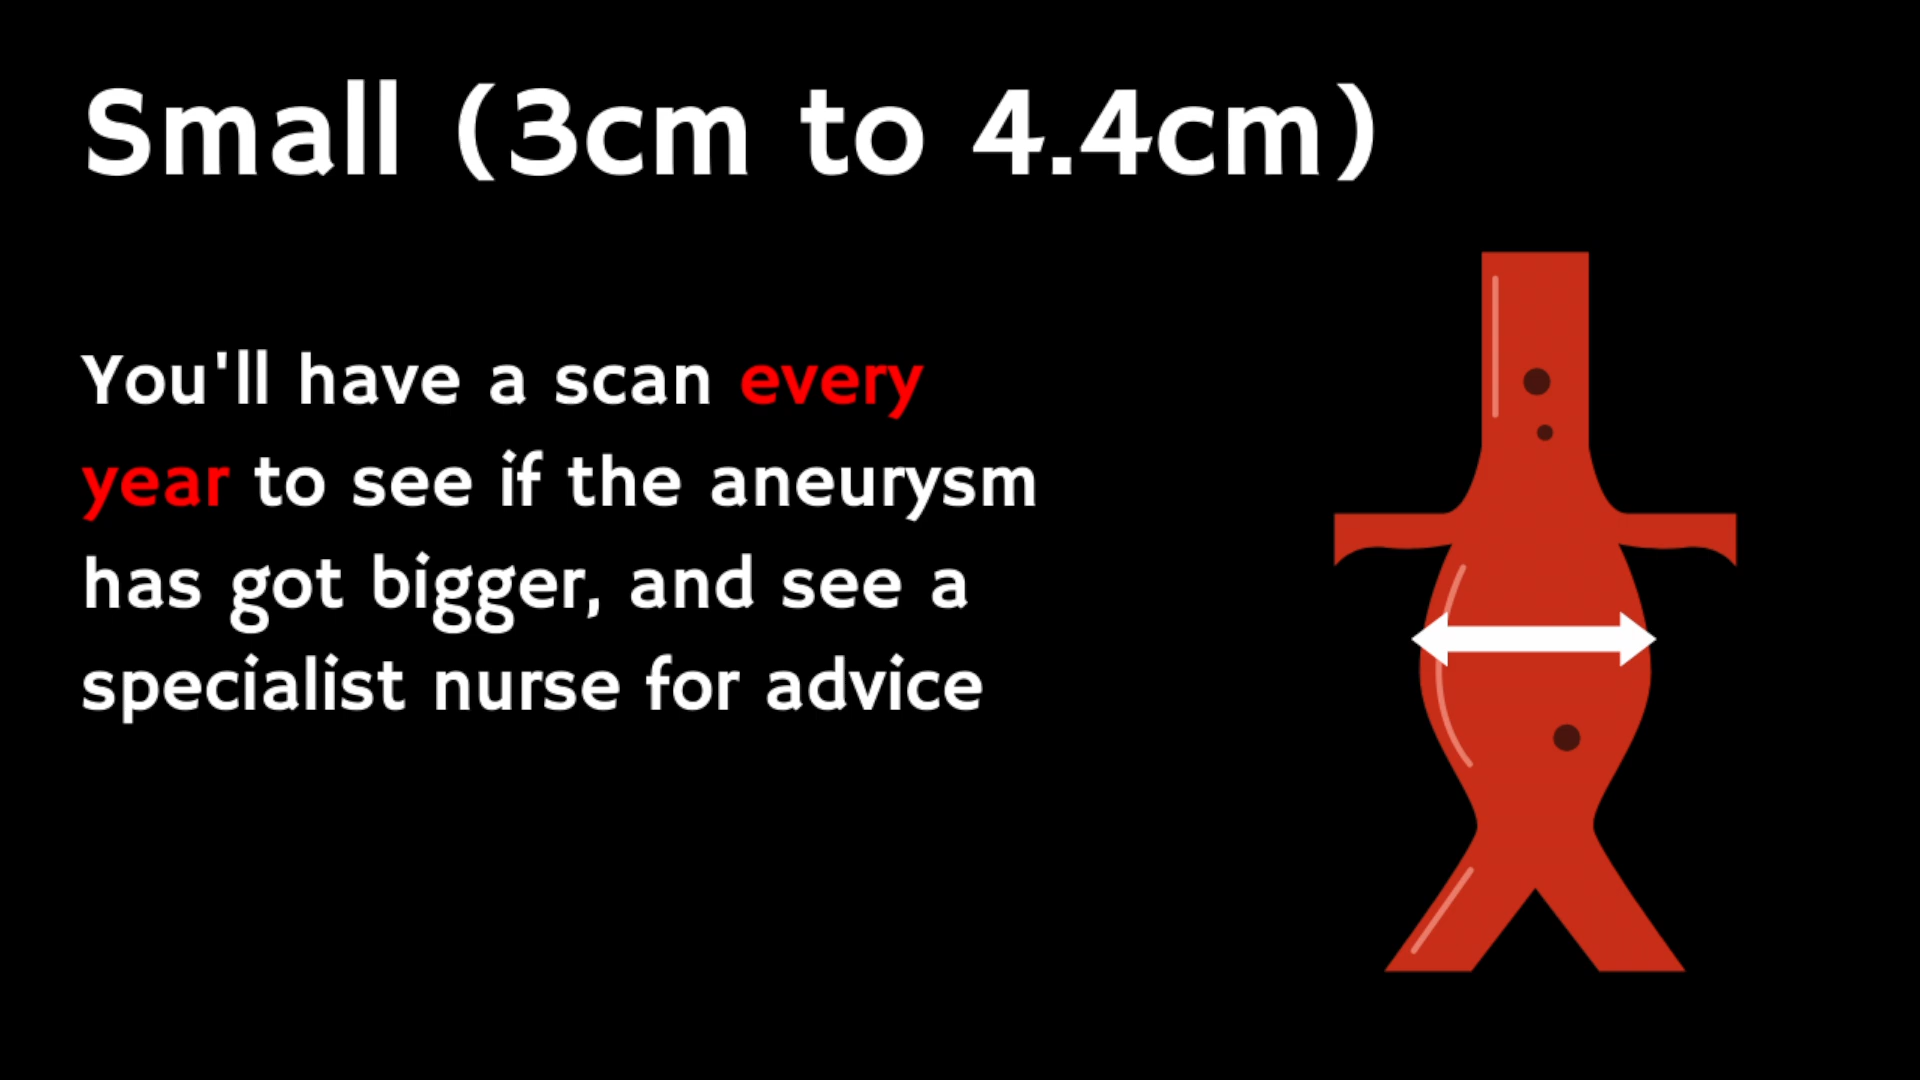 Small (3cm to 4.4cm)
You'll have a scan every
year to see if the aneurysm
has got bigger, and see a
specialist nurse for advice